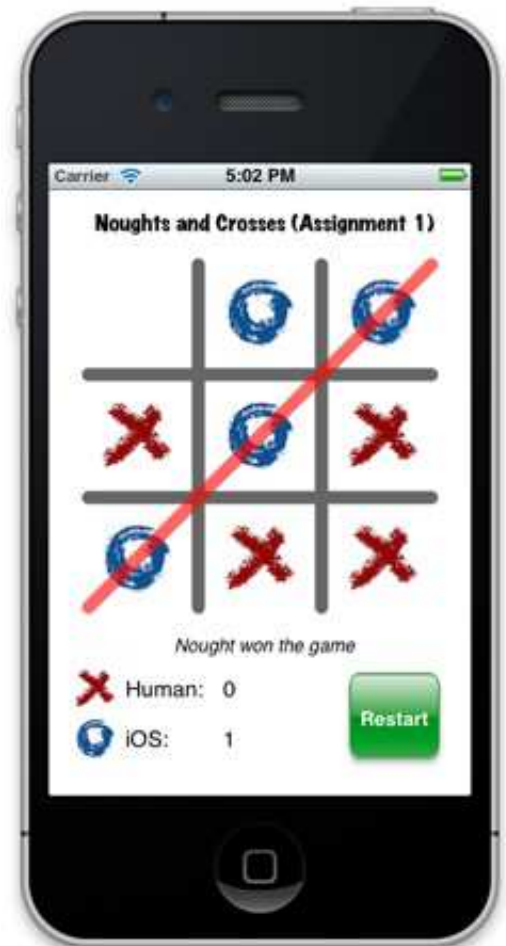 Carrier 5:02 PM
Noughts and Crosses (Assignment 1)
Nought won the game
Human: 0
iOS: 1
Restart